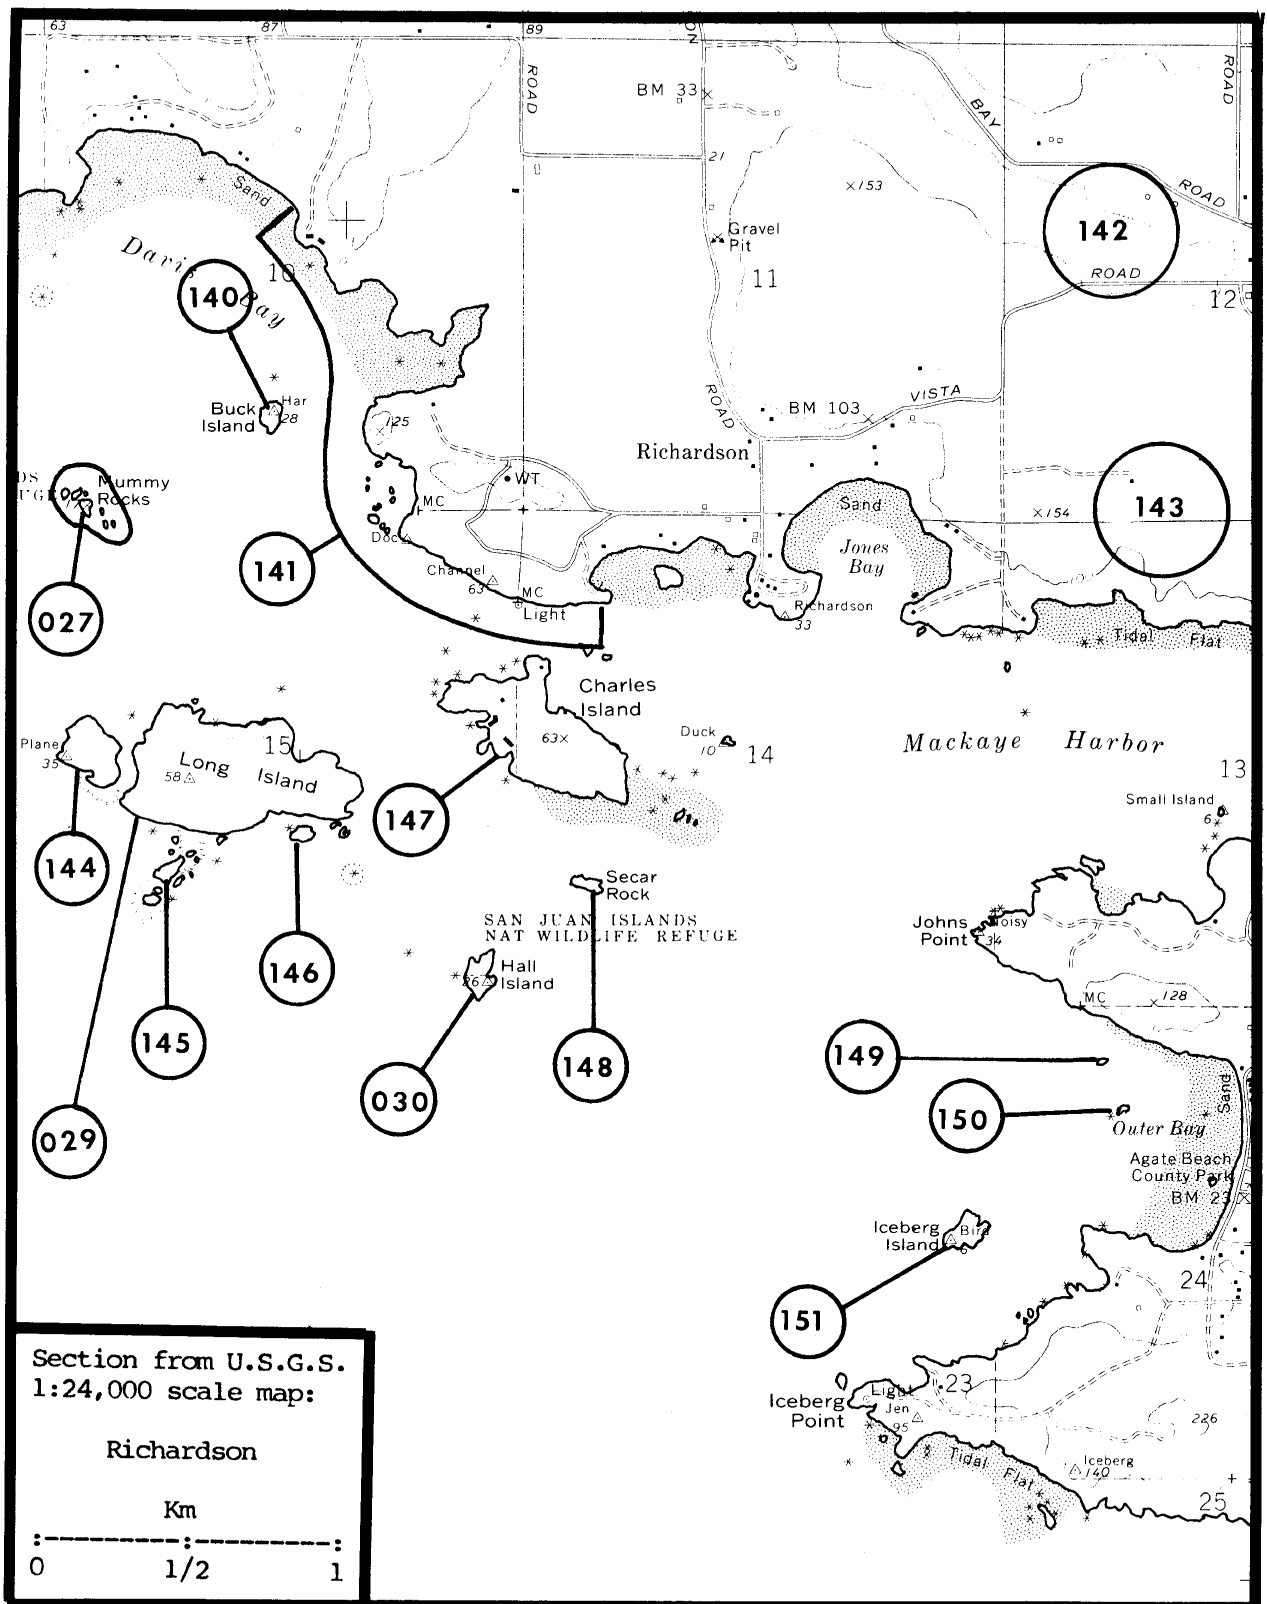 63
87
89
ROAD
BM 33
BAY
ROAD
21
153
ROAD
Sand
Gravel
Pit
142
Davis Bay
10
140
11
ROAD
12
Buck
Island
Har
28
125
ROAD
BM 103
VISTA
Richardson
Mummy
Rocks
WT
MC
Sand
154
143
Jones
Bay
Doc
141
Channel
63
MC
Light
027
Richardson
33
Tidal Flat
Charles
Island
63
Plane
35
15
Long Island
58
Duck
10
14
Mackaye Harbor
13
Small Island
6
147
144
Secar
Rock
SAN JUAN ISLANDS
NAT WILDLIFE REFUGE
Johns
Point
Noisy
34
146
Hall
Island
26
MC
128
145
148
149
030
150
Sand
029
Outer Bay
Agate Beach
County Park
BM 23
Iceberg
Island
Bird
6
24
151
23
Light
Iceberg
Point
Jen
95
226
Tidal Flat
Iceberg
140
25
Section from U.S.G.S.
1:24,000 scale map:
Richardson
Km
0 1/2 1